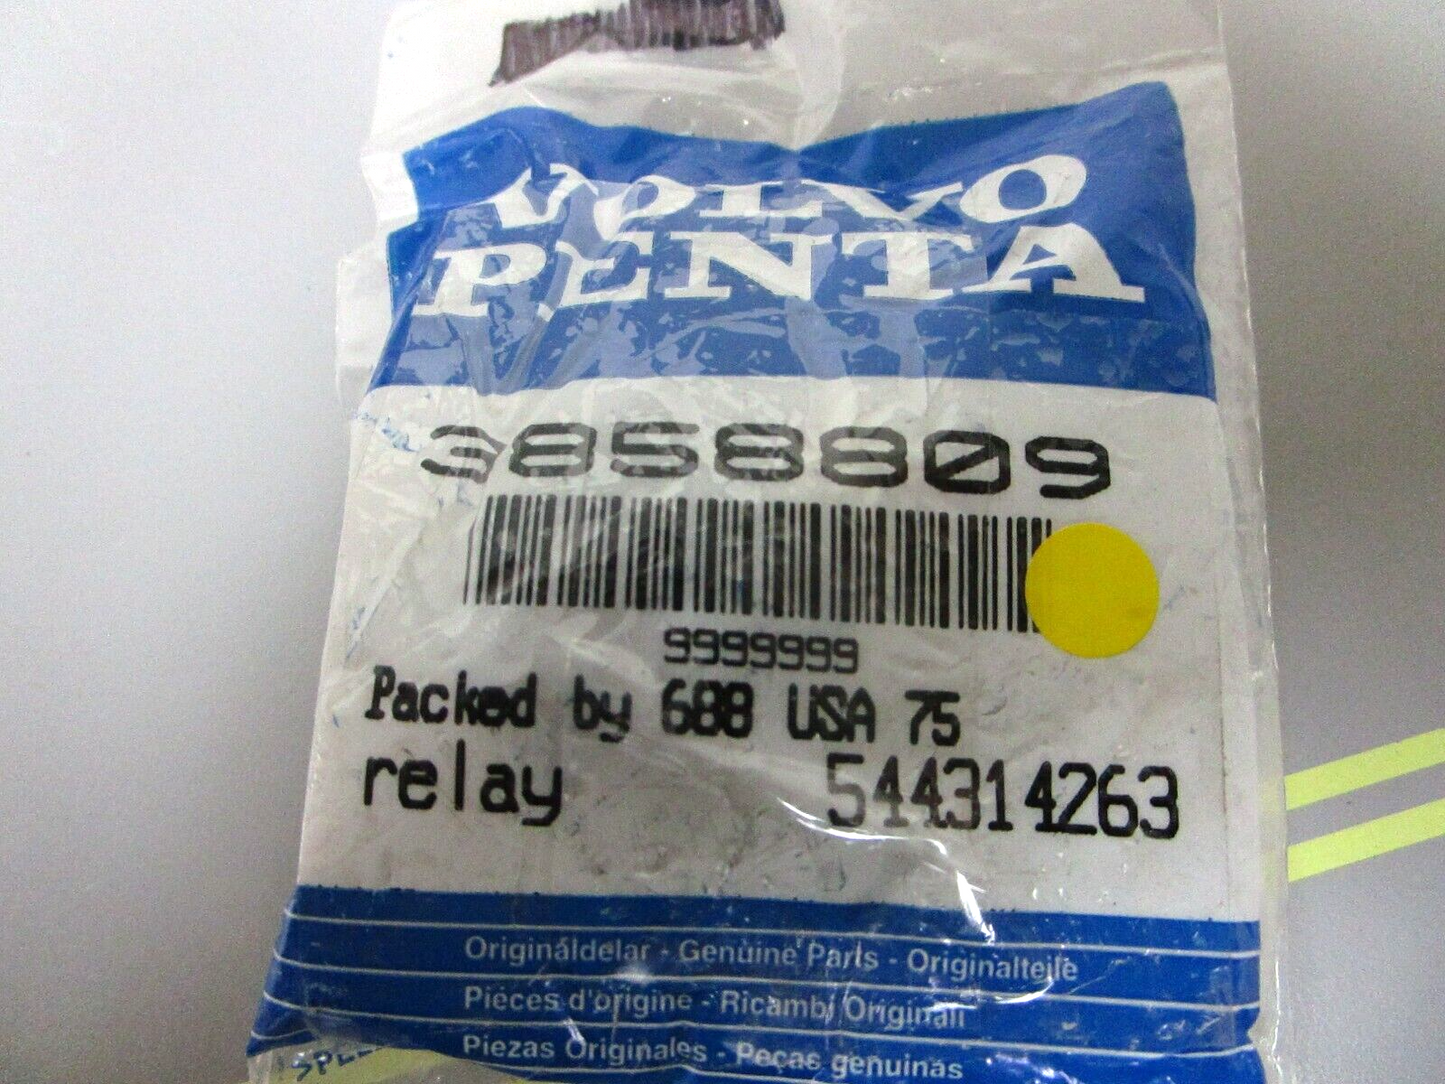 VOLVO
PENTA
3858809
9999999
Packed by 688 USA 75
relay 544314263
Originaldelar - Genuine Parts - Originalteile
Pièces d'origine - Ricambi Originali
Piezas Originales - Peças genuinas